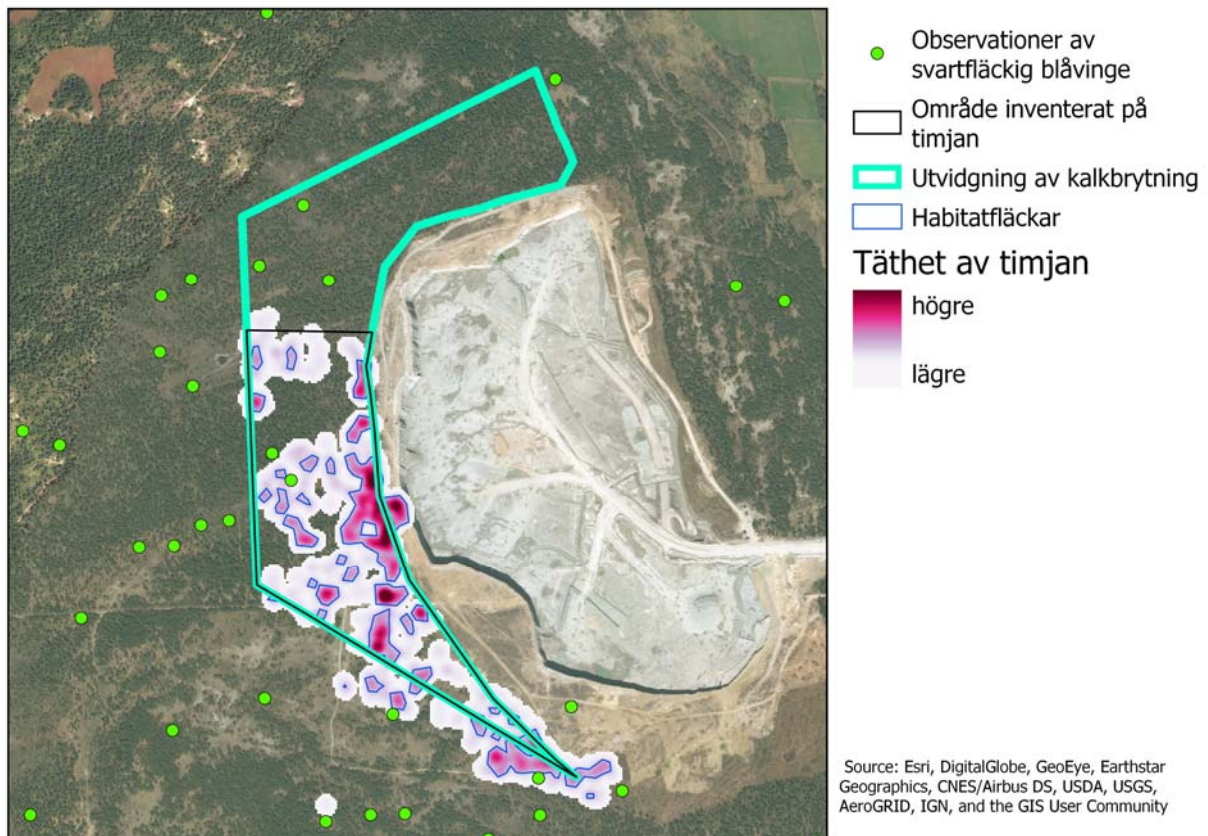 Observationer av
svartfläckig blåvinge
Område inventerat på
timjan
Utvidgning av kalkbrytning
Habitatfläckar
Täthet av timjan
högre
lägre
Source: Esri, DigitalGlobe, GeoEye, Earthstar
Geographics, CNES/Airbus DS, USDA, USGS,
AeroGRID, IGN, and the GIS User Community